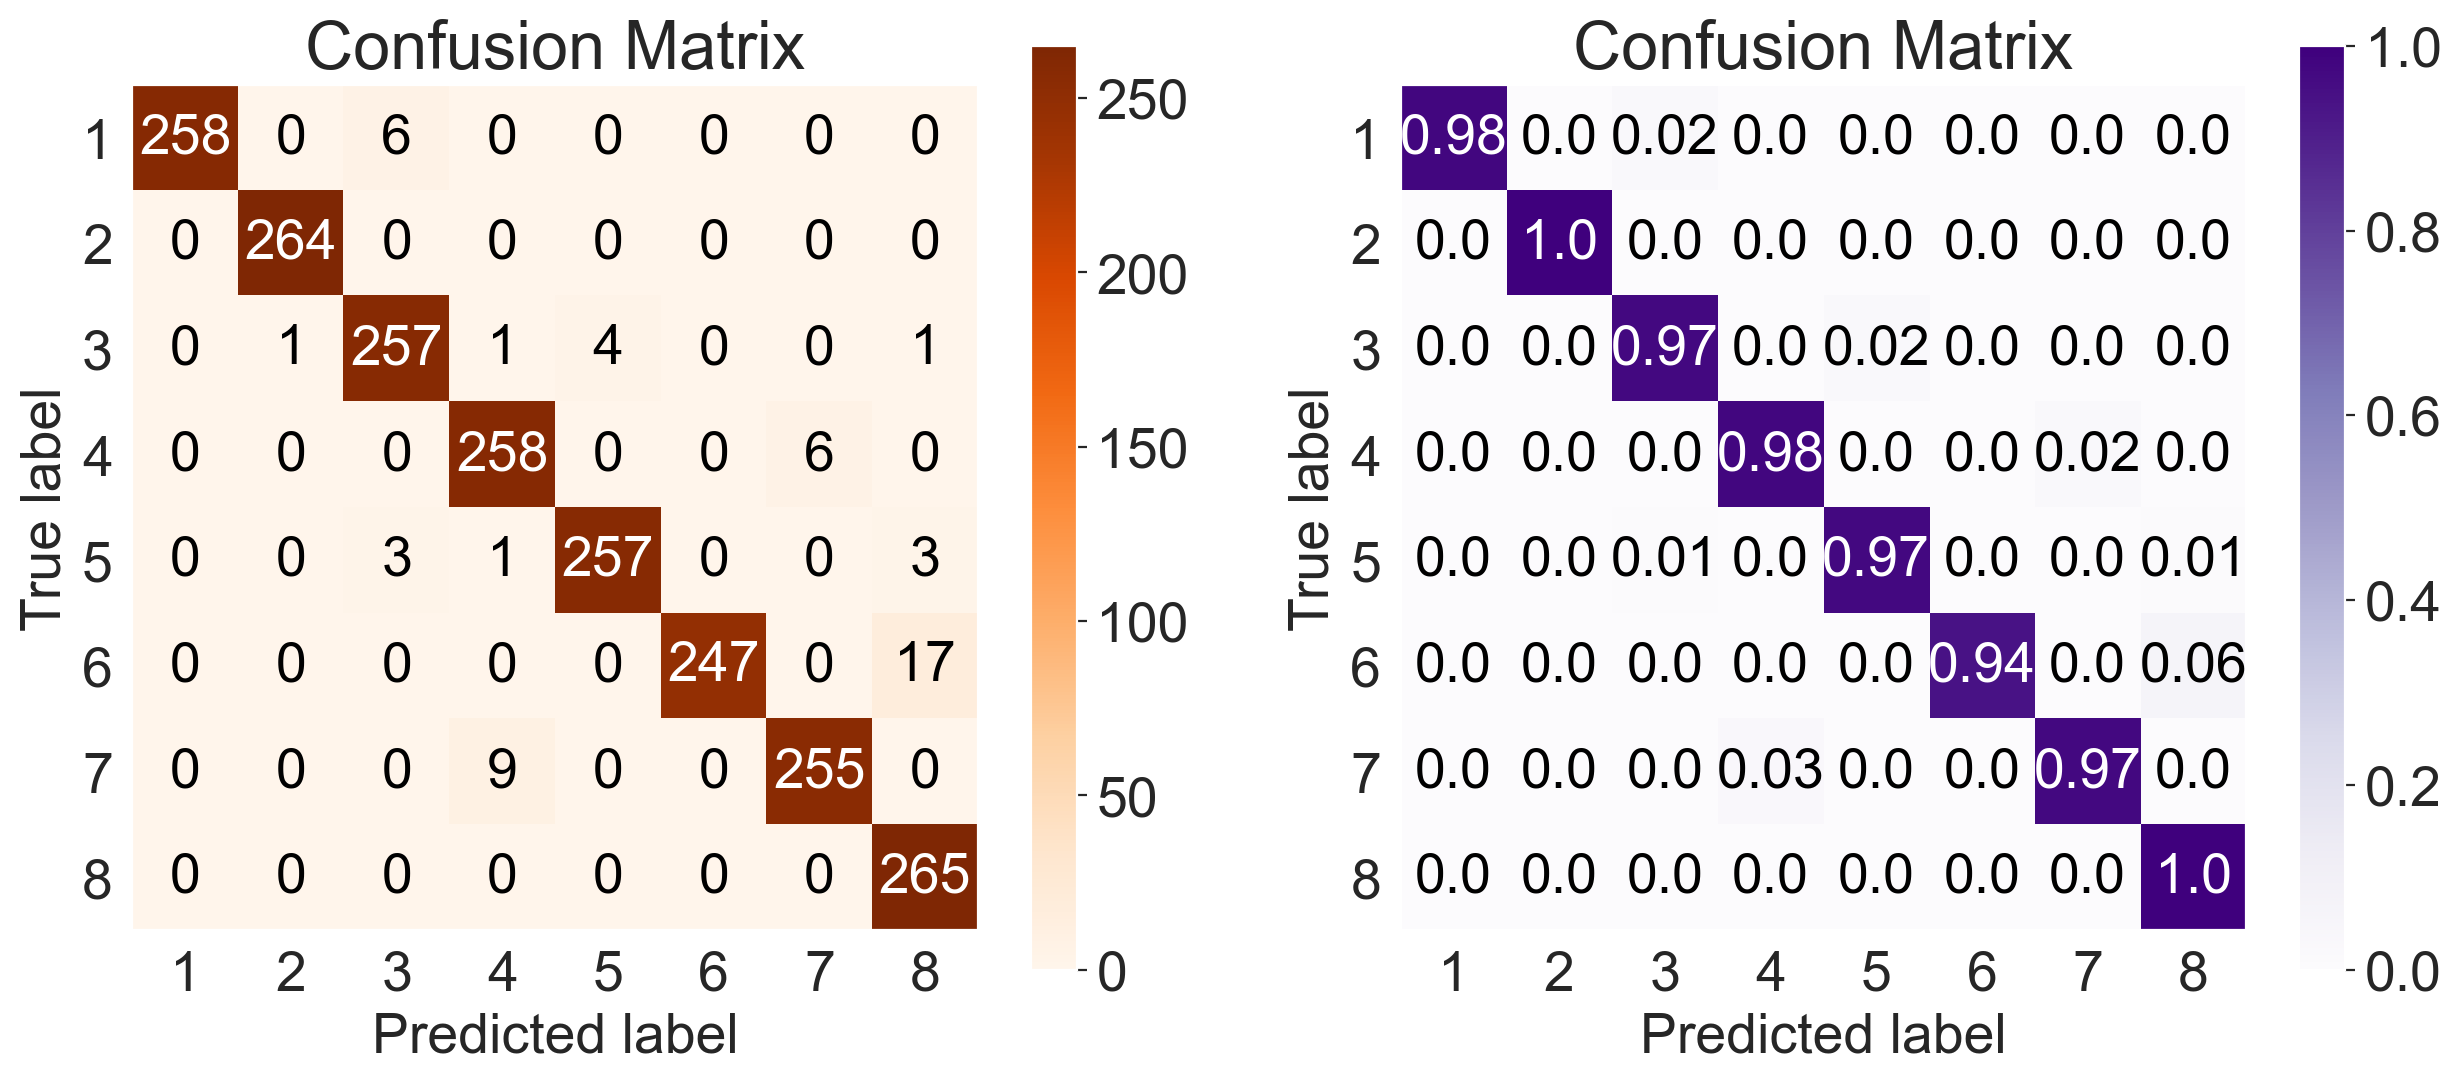 Confusion Matrix
250
200
150
100
50
0
1 258 0 6 0 0 0 0 0
2 0 264 0 0 0 0 0 0
3 0 1 257 1 4 0 0 1
4 0 0 0 258 0 0 6 0
5 0 0 3 1 257 0 0 3
6 0 0 0 0 0 247 0 17
7 0 0 0 9 0 0 255 0
8 0 0 0 0 0 0 0 265
1 2 3 4 5 6 7 8
True label
Predicted label
Confusion Matrix
1.0
0.8
0.6
0.4
0.2
0.0
1 0.98 0.0 0.02 0.0 0.0 0.0 0.0 0.0
2 0.0 1.0 0.0 0.0 0.0 0.0 0.0 0.0
3 0.0 0.0 0.97 0.0 0.02 0.0 0.0 0.0
4 0.0 0.0 0.0 0.98 0.0 0.0 0.02 0.0
5 0.0 0.0 0.01 0.0 0.97 0.0 0.0 0.01
6 0.0 0.0 0.0 0.0 0.0 0.94 0.0 0.06
7 0.0 0.0 0.0 0.03 0.0 0.0 0.97 0.0
8 0.0 0.0 0.0 0.0 0.0 0.0 0.0 1.0
1 2 3 4 5 6 7 8
True label
Predicted label